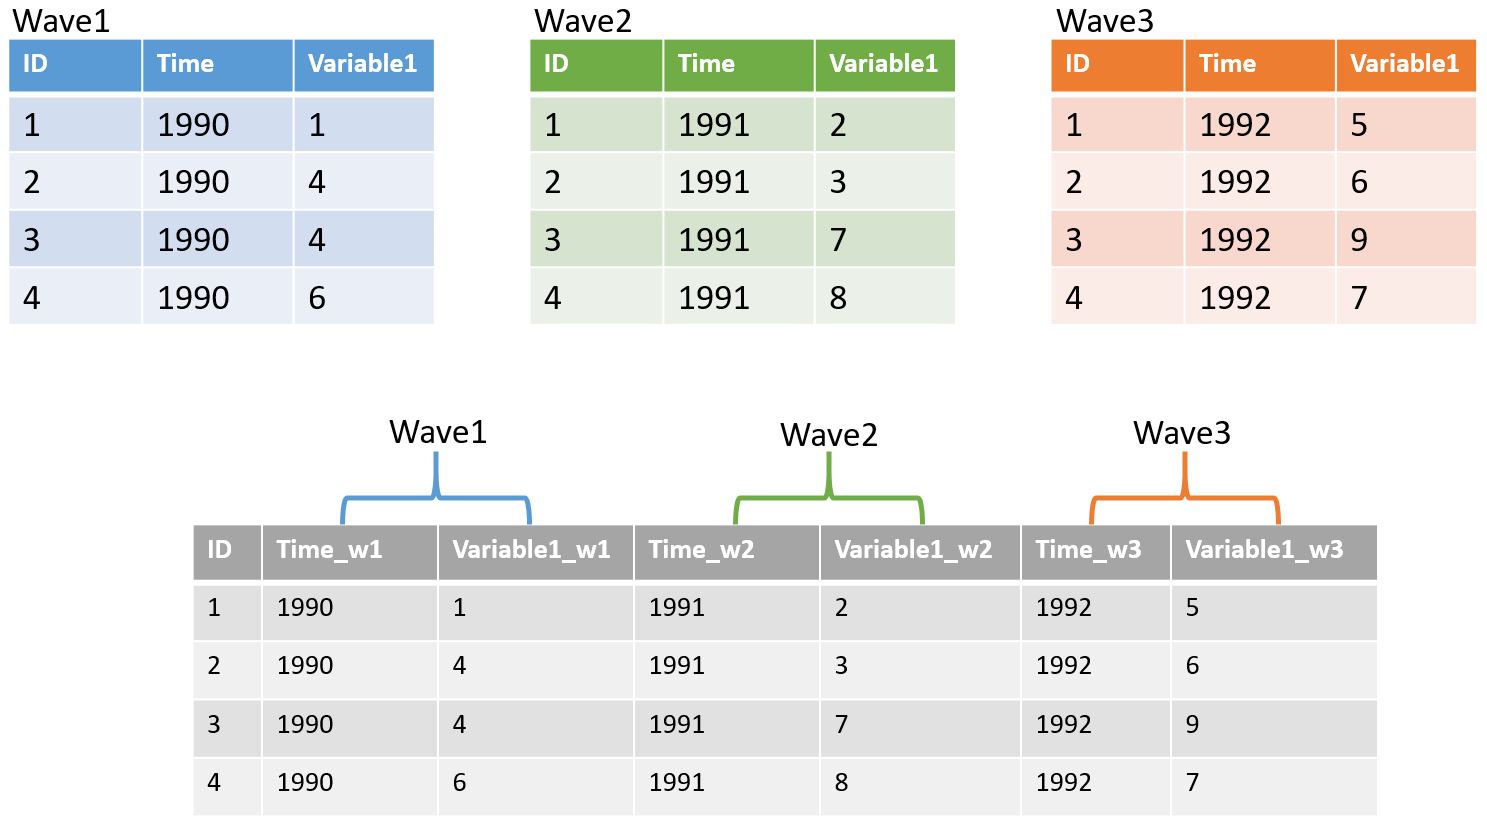 Wave1 Wave2 Wave3
ID Time Variable1 ID Time Variable1 ID Time Variable1
1 1990 1 1 1991 2 1 1992 5
2 1990 4 2 1991 3 2 1992 6
3 1990 4 3 1991 7 3 1992 9
4 1990 6 4 1991 8 4 1992 7
Wave1 Wave2 Wave3
ID Time_w1 Variable1_w1 Time_w2 Variable1_w2 Time_w3 Variable1_w3
1 1990 1 1991 2 1992 5
2 1990 4 1991 3 1992 6
3 1990 4 1991 7 1992 9
4 1990 6 1991 8 1992 7